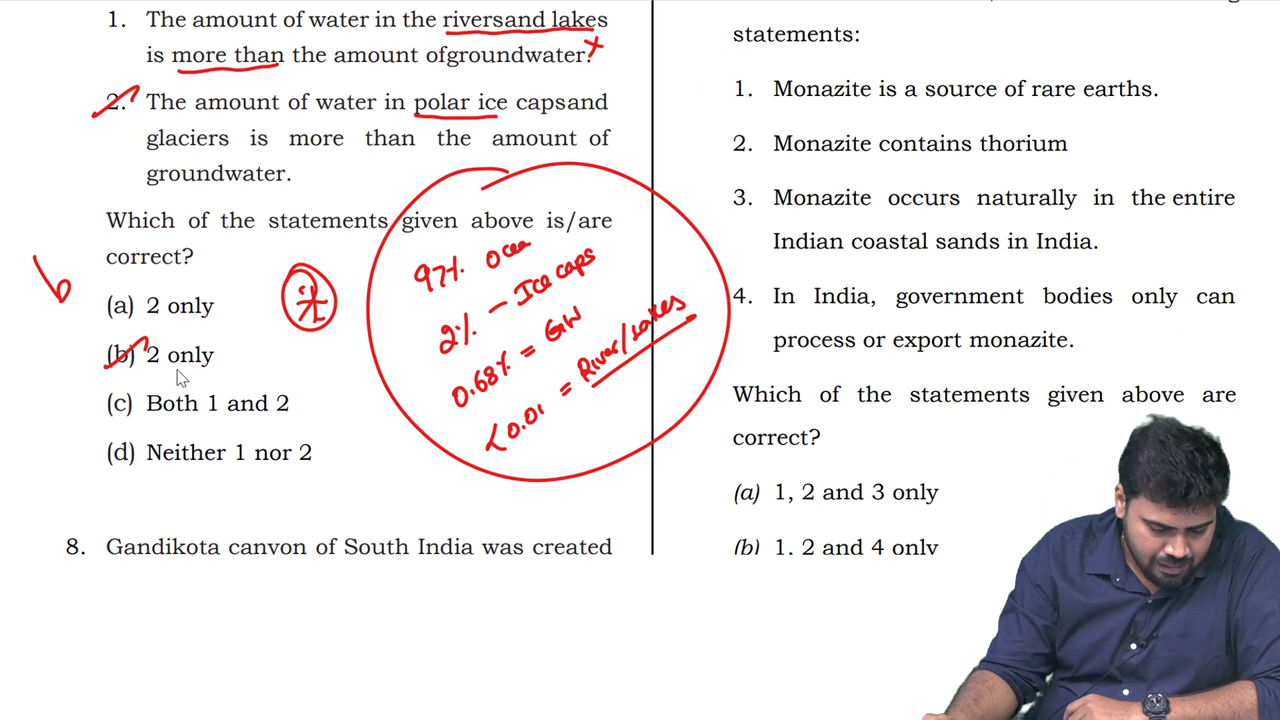 1. The amount of water in the riversand lakes
is more than the amount ofgroundwater.
2. The amount of water in polar ice capsand
glaciers is more than the amount of
groundwater.
Which of the statements given above is/are
correct?
b
(a) 2 only
(b) 2 only
(c) Both 1 and 2
(d) Neither 1 nor 2
97% Ocea
2% – Ice caps
0.68% = GW
<0.01 = River/Lakes
8. Gandikota canyon of South India was created
statements:
1. Monazite is a source of rare earths.
2. Monazite contains thorium
3. Monazite occurs naturally in the entire
Indian coastal sands in India.
4. In India, government bodies only can
process or export monazite.
Which of the statements given above are
correct?
(a) 1, 2 and 3 only
(b) 1, 2 and 4 only